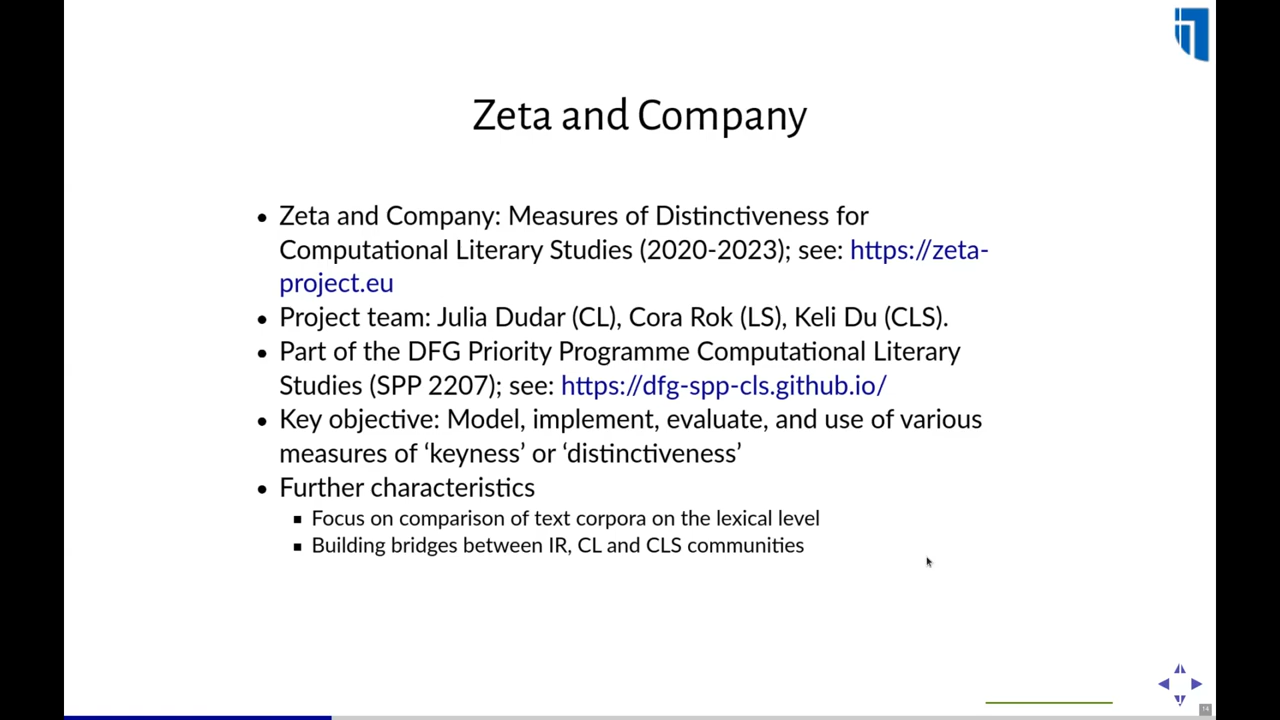 Zeta and Company
• Zeta and Company: Measures of Distinctiveness for
Computational Literary Studies (2020-2023); see: https://zeta-
project.eu
• Project team: Julia Dudar (CL), Cora Rok (LS), Keli Du (CLS).
• Part of the DFG Priority Programme Computational Literary
Studies (SPP 2207); see: https://dfg-spp-cls.github.io/
• Key objective: Model, implement, evaluate, and use of various
measures of ‘keyness’ or ‘distinctiveness’
• Further characteristics
▪ Focus on comparison of text corpora on the lexical level
▪ Building bridges between IR, CL and CLS communities
14